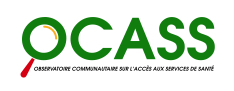 OCASS
OBSERVATOIRE COMMUNAUTAIRE SUR L'ACCÈS AUX SERVICES DE SANTÉ